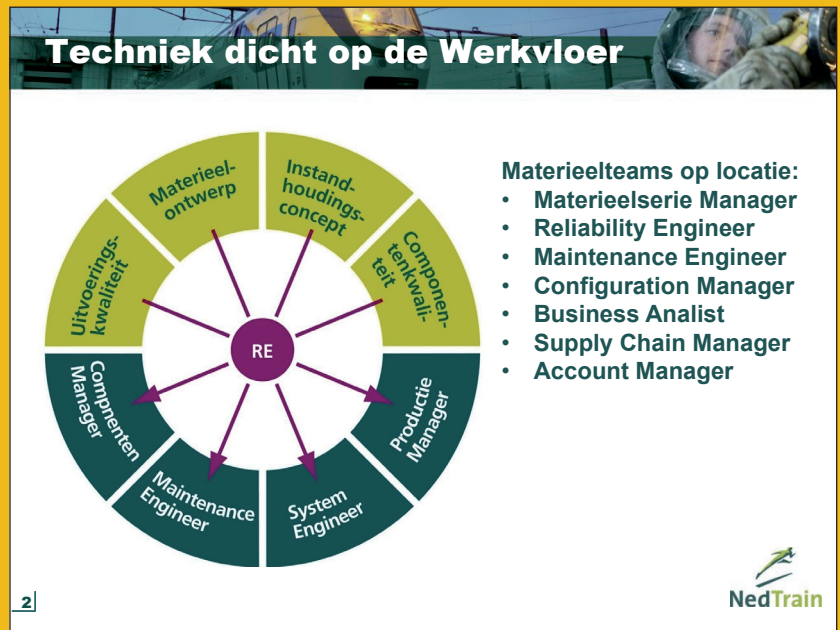 Techniek dicht op de Werkvloer
Materieel-
ontwerp
Instand-
houdings-
concept
Uitvoerings-
kwaliteit
Componen-
tenkwali-
teit
RE
Compnenten
Manager
Productie
Manager
Maintenance
Engineer
System
Engineer
Materieelteams op locatie:
• Materieelserie Manager
• Reliability Engineer
• Maintenance Engineer
• Configuration Manager
• Business Analist
• Supply Chain Manager
• Account Manager
2
NedTrain